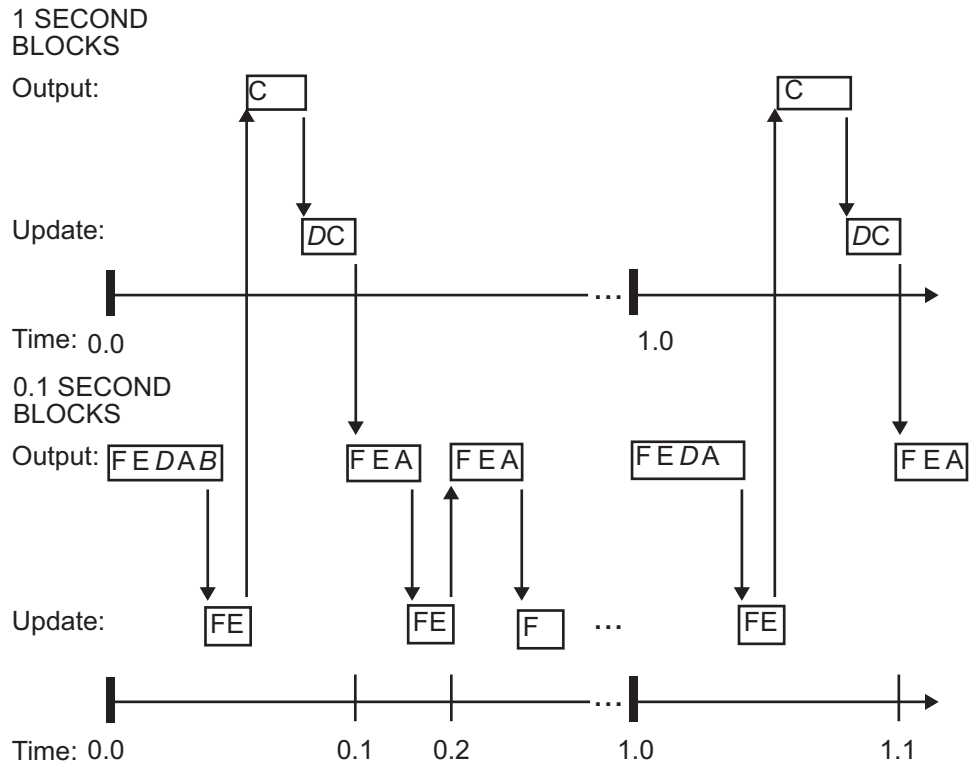 1 SECOND
BLOCKS
Output: C C
Update: DC DC
...
Time: 0.0 1.0
0.1 SECOND
BLOCKS
Output: F E D A B F E A F E A F E D A F E A
Update: FE FE F ... FE
...
Time: 0.0 0.1 0.2 1.0 1.1